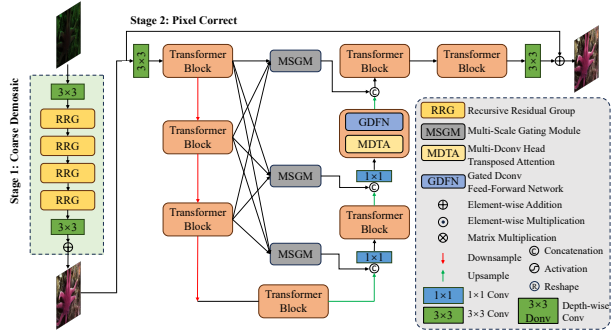 Stage 2: Pixel Correct
Stage 1: Coarse Demosaic
3×3
RRG
RRG
RRG
RRG
3×3
3×3
Transformer
Block
Transformer
Block
Transformer
Block
Transformer
Block
MSGM
MSGM
MSGM
Transformer
Block
Transformer
Block
3×3
C
GDFN
MDTA
1×1
C
Transformer
Block
1×1
C
RRG
Recursive Residual Group
MSGM
Multi-Scale Gating Module
MDTA
Multi-Dconv Head
Transposed Attention
GDFN
Gated Dconv
Feed-Forward Network
Element-wise Addition
Element-wise Multiplication
Matrix Multiplication
Downsample
C Concatenation
Upsample
Activation
R Reshape
1×1
1×1 Conv
3×3
3×3 Conv
3×3
Dconv
Depth-wise
Conv